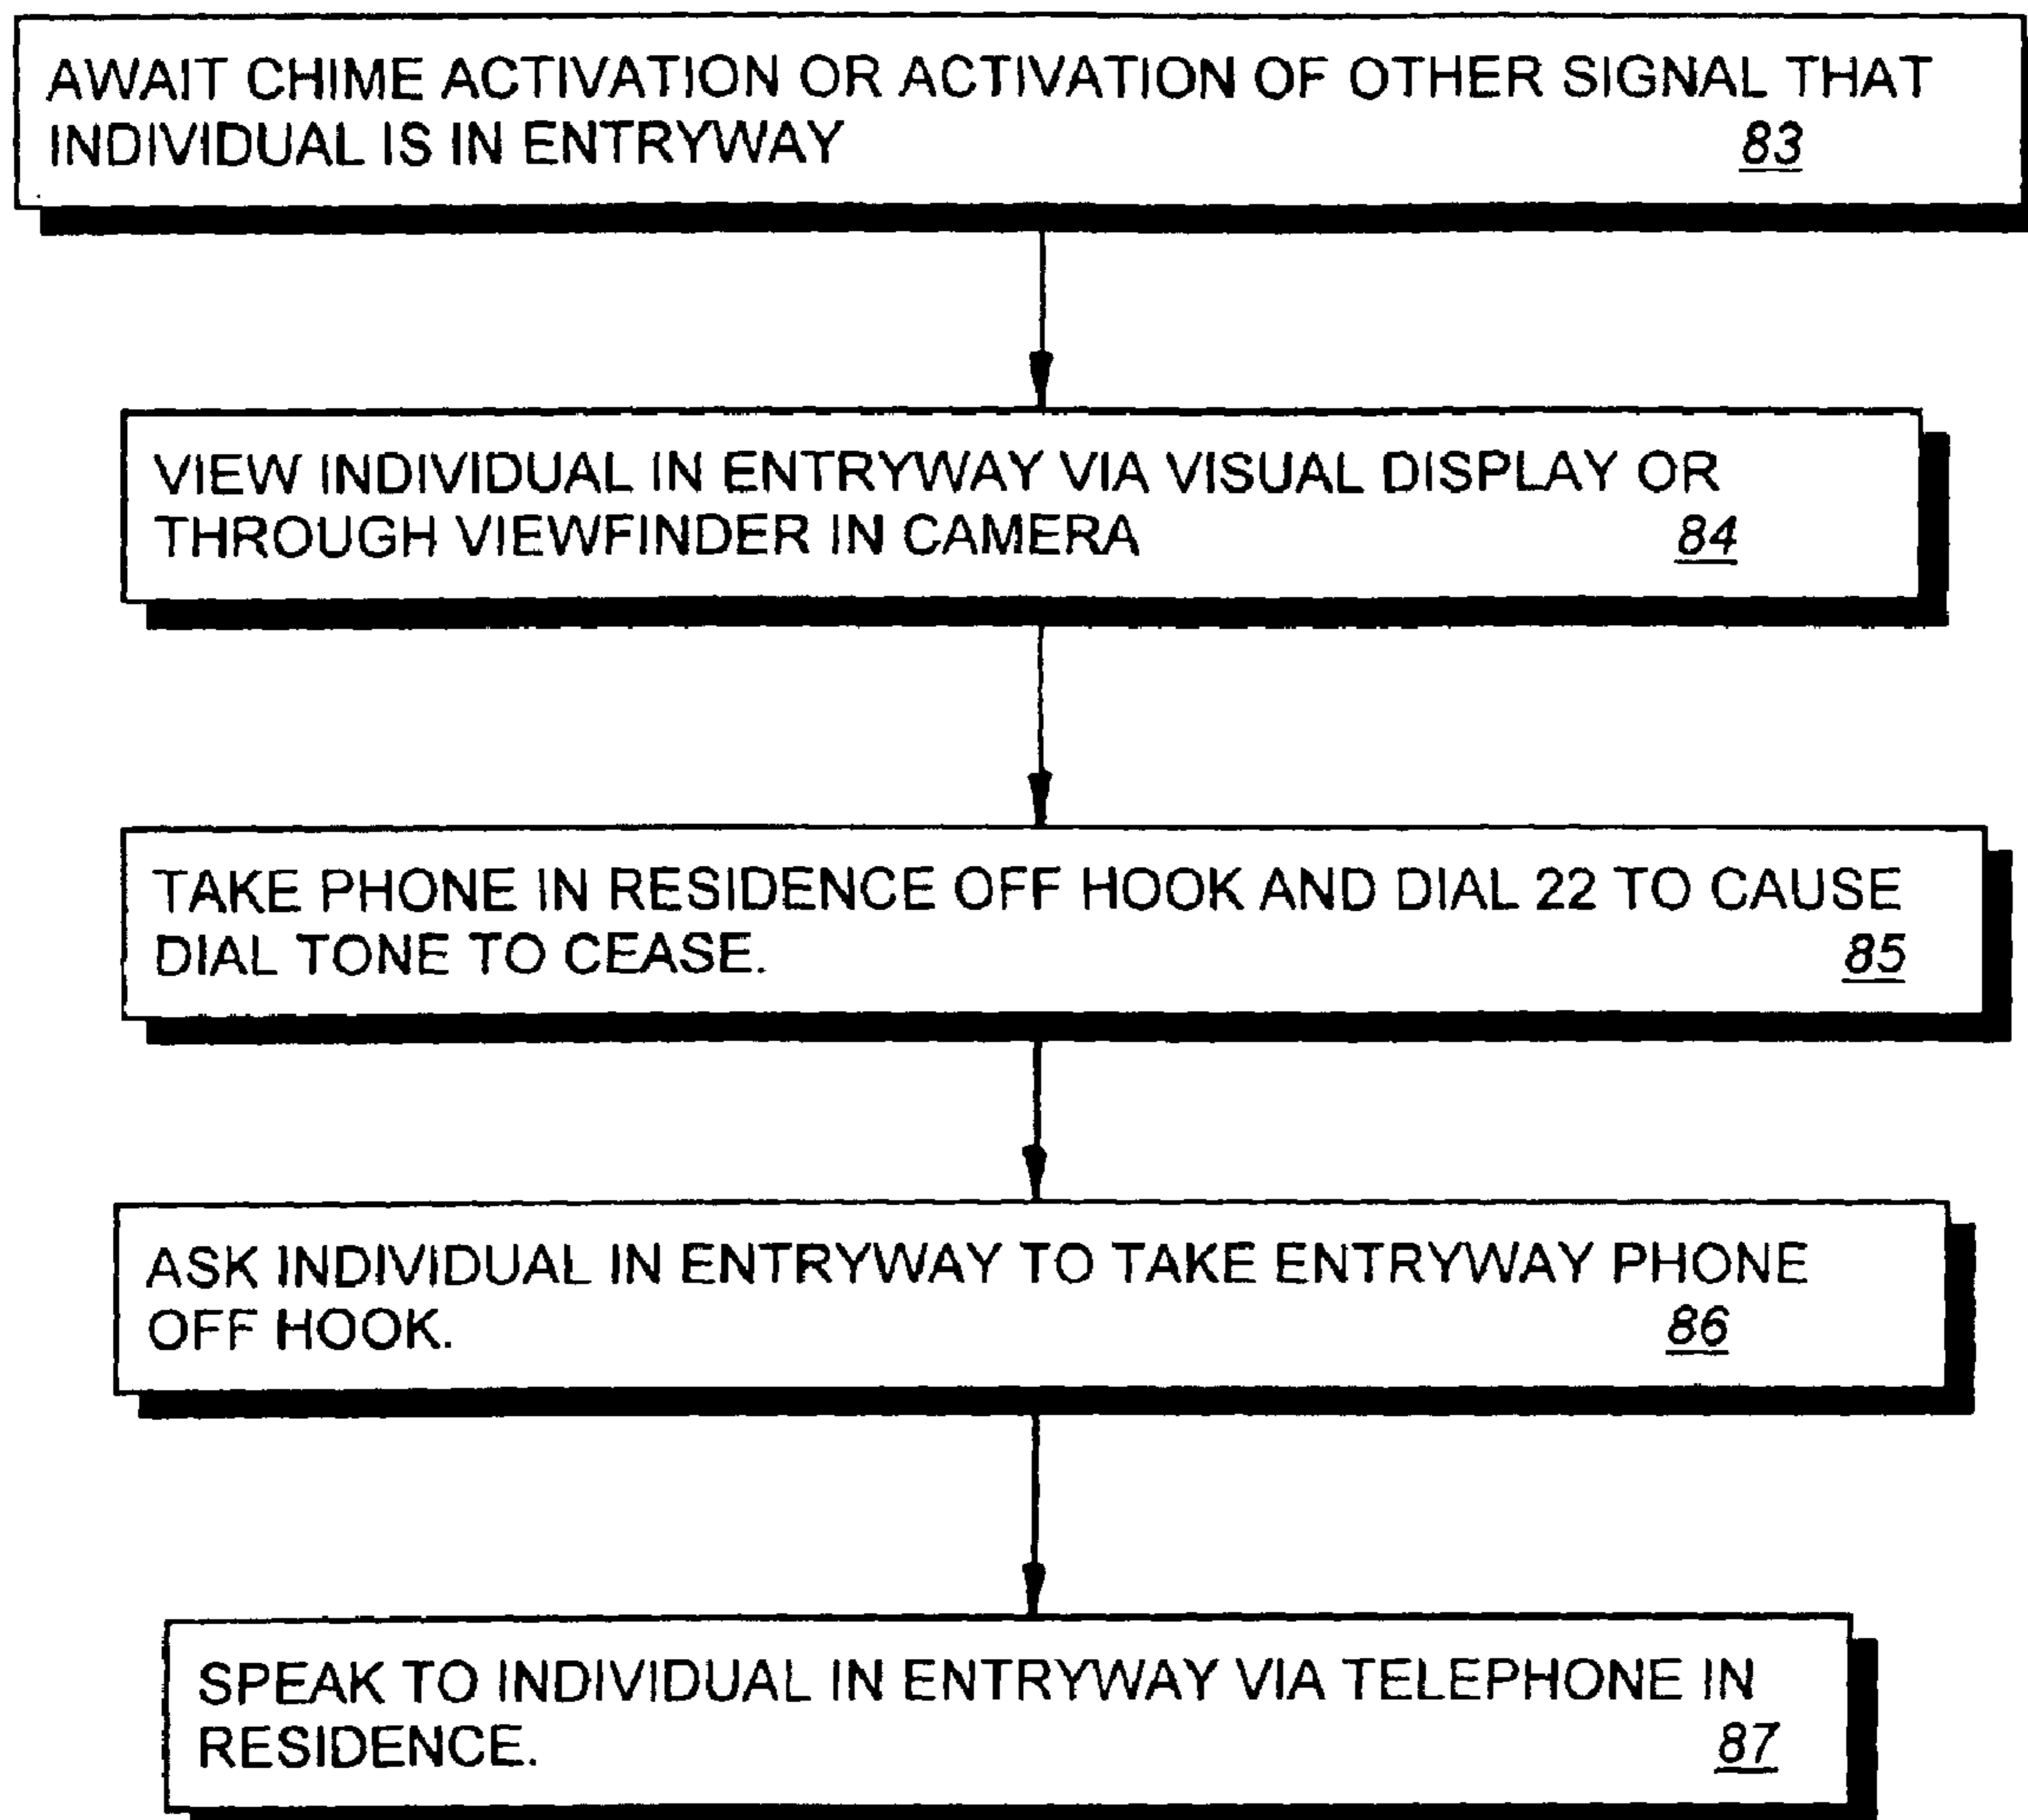 AWAIT CHIME ACTIVATION OR ACTIVATION OF OTHER SIGNAL THAT
INDIVIDUAL IS IN ENTRYWAY 83
VIEW INDIVIDUAL IN ENTRYWAY VIA VISUAL DISPLAY OR
THROUGH VIEWFINDER IN CAMERA 84
TAKE PHONE IN RESIDENCE OFF HOOK AND DIAL 22 TO CAUSE
DIAL TONE TO CEASE. 85
ASK INDIVIDUAL IN ENTRYWAY TO TAKE ENTRYWAY PHONE
OFF HOOK. 86
SPEAK TO INDIVIDUAL IN ENTRYWAY VIA TELEPHONE IN
RESIDENCE. 87